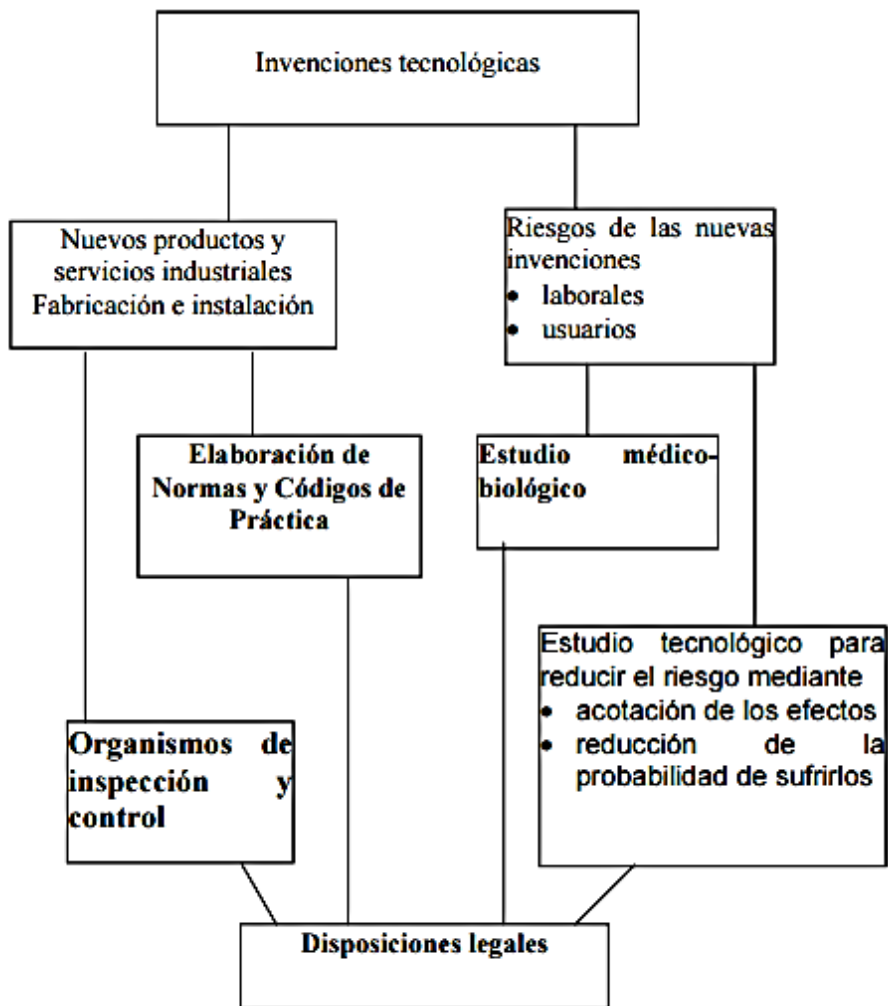 Invenciones tecnológicas
Nuevos productos y
servicios industriales
Fabricación e instalación
Riesgos de las nuevas
invenciones
• laborales
• usuarios
Elaboración de
Normas y Códigos de
Práctica
Estudio médico-
biológico
Estudio tecnológico para
reducir el riesgo mediante
• acotación de los efectos
• reducción de la
probabilidad de sufrirlos
Organismos de
inspección y
control
Disposiciones legales